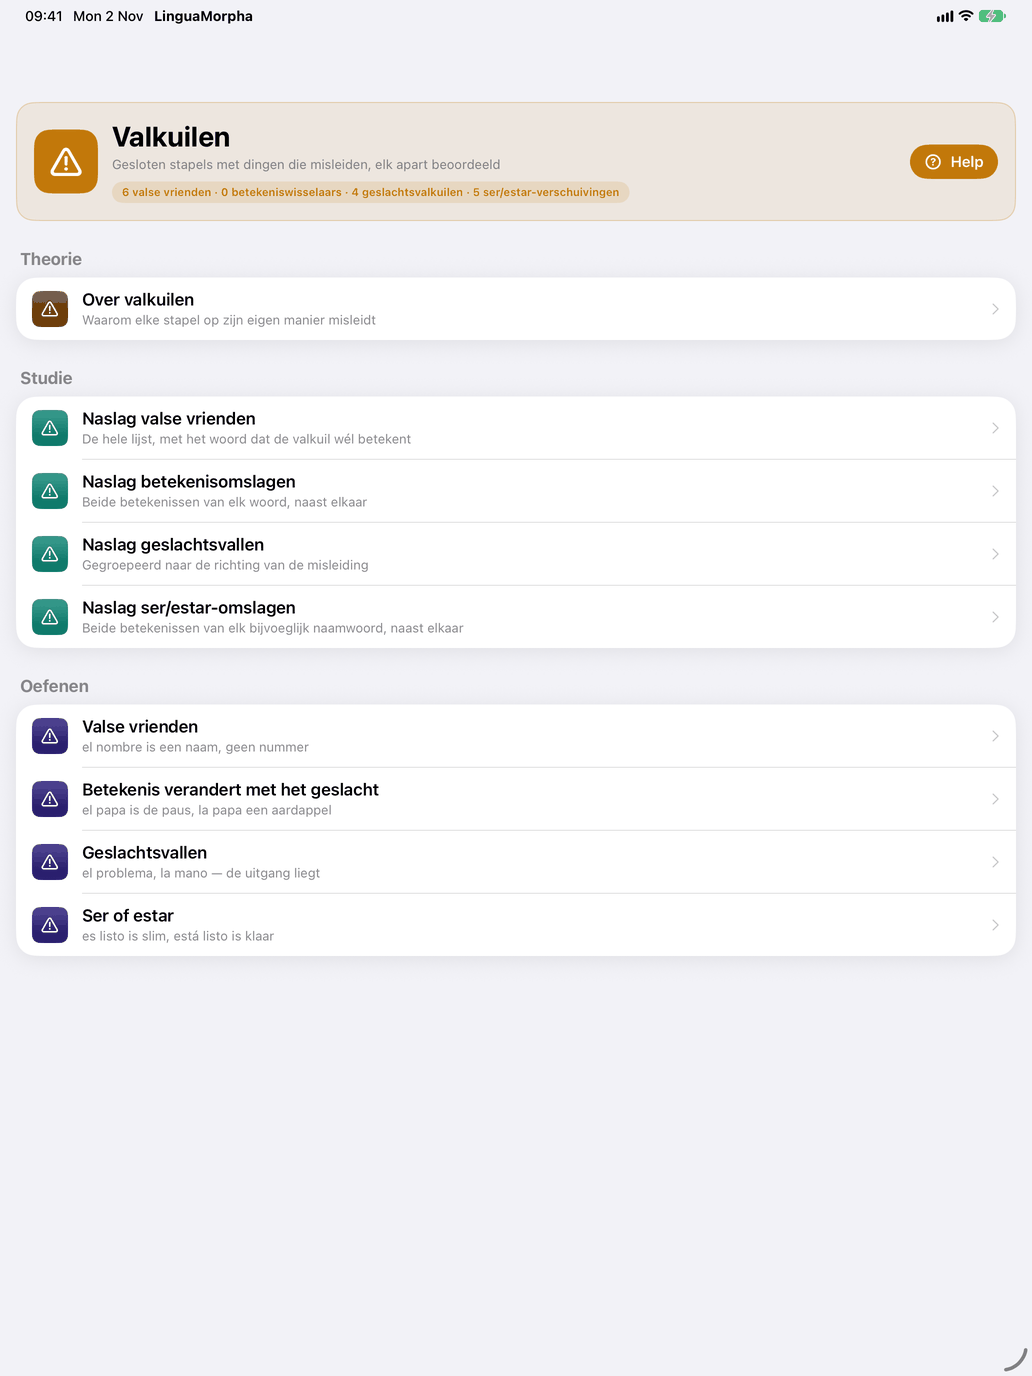 09:41 Mon 2 Nov LinguaMorpha
Valkuilen
Gesloten stapels met dingen die misleiden, elk apart beoordeeld
6 valse vrienden · 0 betekeniswisselaars · 4 geslachtsvalkuilen · 5 ser/estar-verschuivingen
Help
Theorie
Over valkuilen
Waarom elke stapel op zijn eigen manier misleidt
Studie
Naslag valse vrienden
De hele lijst, met het woord dat de valkuil wél betekent
Naslag betekenisomslagen
Beide betekenissen van elk woord, naast elkaar
Naslag geslachtsvallen
Gegroepeerd naar de richting van de misleiding
Naslag ser/estar-omslagen
Beide betekenissen van elk bijvoeglijk naamwoord, naast elkaar
Oefenen
Valse vrienden
el nombre is een naam, geen nummer
Betekenis verandert met het geslacht
el papa is de paus, la papa een aardappel
Geslachtsvallen
el problema, la mano — de uitgang liegt
Ser of estar
es listo is slim, está listo is klaar